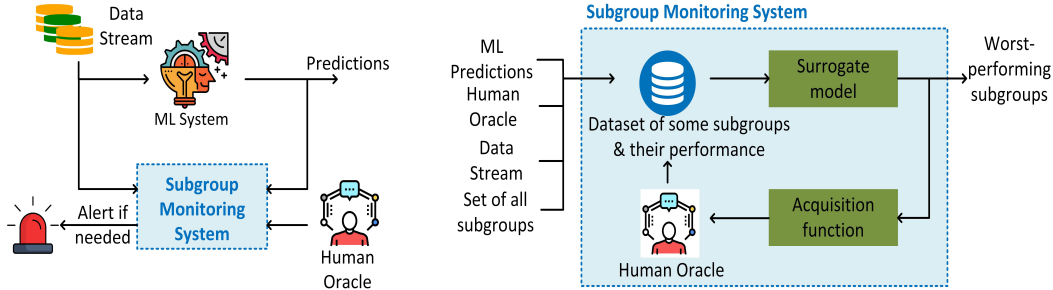 Data
Stream
ML System
Predictions
Subgroup
Monitoring
System
Alert if
needed
Human
Oracle
Subgroup Monitoring System
ML
Predictions
Human
Oracle
Data
Stream
Set of all
subgroups
Dataset of some subgroups
& their performance
Surrogate
model
Worst-
performing
subgroups
Acquisition
function
Human Oracle